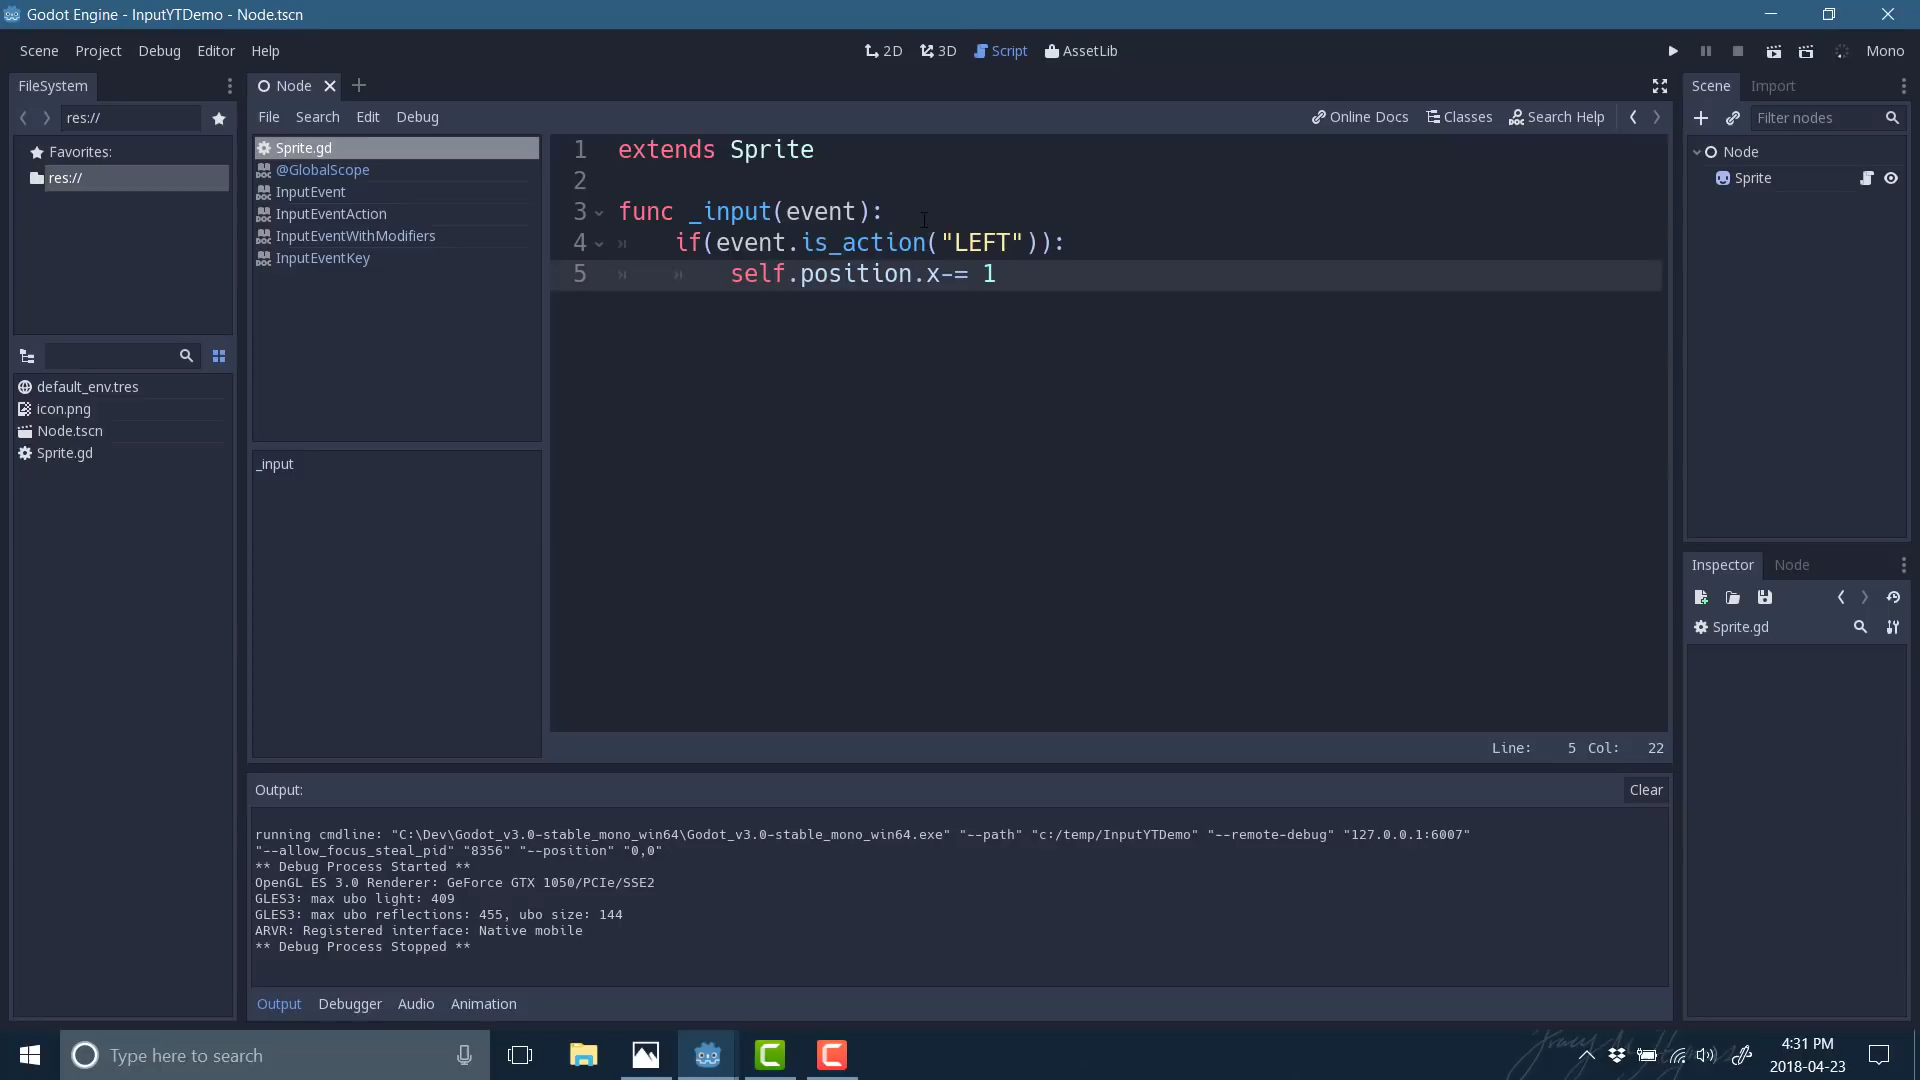 Godot Engine - InputYTDemo - Node.tscn
Scene Project Debug Editor Help
2D 3D Script AssetLib
Mono
FileSystem
res://
Favorites:
res://
default_env.tres
icon.png
Node.tscn
Sprite.gd
Node
File Search Edit Debug
Online Docs Classes Search Help
Sprite.gd
@GlobalScope
InputEvent
InputEventAction
InputEventWithModifiers
InputEventKey
_input
1 extends Sprite
2
3 func _input(event):
4 if(event.is_action("LEFT")):
5 self.position.x-= 1
Line: 5 Col: 22
Output:
Clear
running cmdline: "C:\Dev\Godot_v3.0-stable_mono_win64\Godot_v3.0-stable_mono_win64.exe" "--path" "c:/temp/InputYTDemo" "--remote-debug" "127.0.0.1:6007"
"--allow_focus_steal_pid" "8356" "--position" "0,0"
** Debug Process Started **
OpenGL ES 3.0 Renderer: GeForce GTX 1050/PCIe/SSE2
GLES3: max ubo light: 409
GLES3: max ubo reflections: 455, ubo size: 144
ARVR: Registered interface: Native mobile
** Debug Process Stopped **
Output Debugger Audio Animation
Scene Import
Filter nodes
Node
Sprite
Inspector Node
Sprite.gd
Type here to search
4:31 PM
2018-04-23